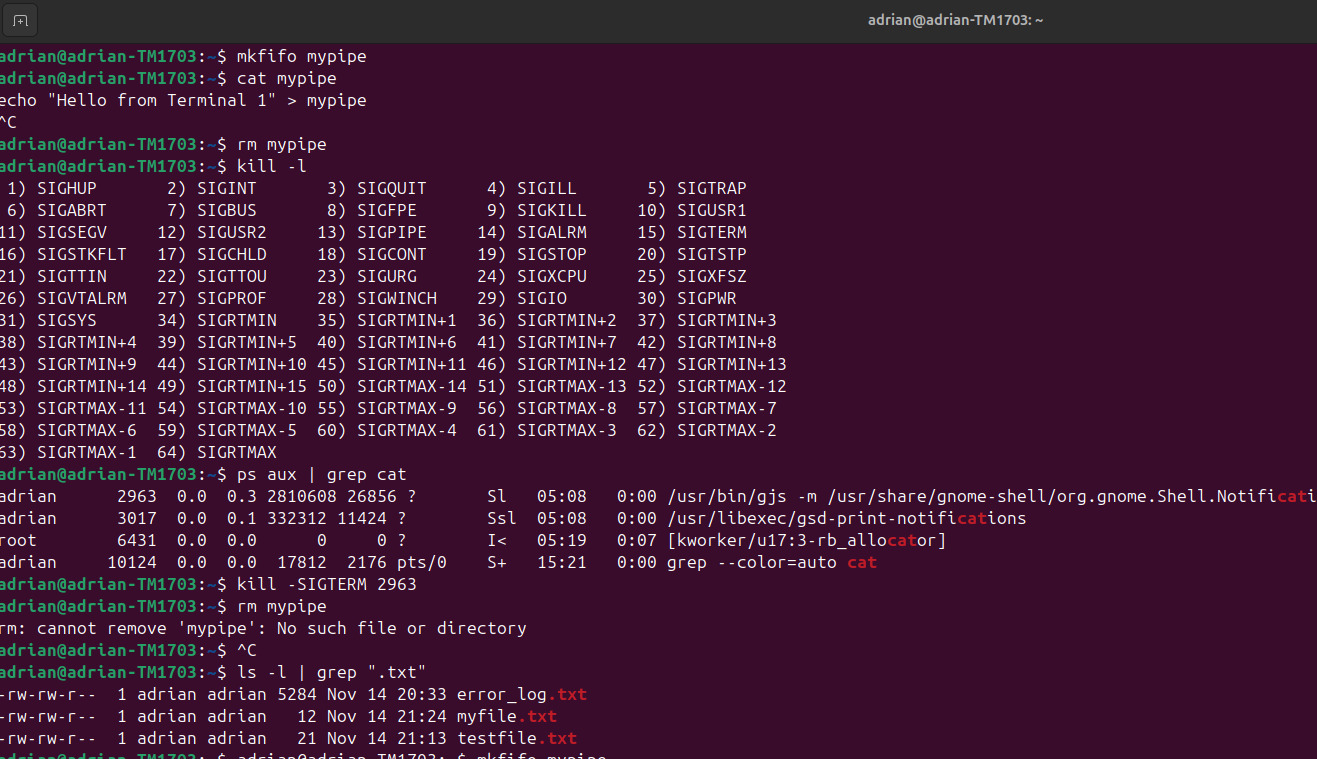 adrian@adrian-TM1703: ~
adrian@adrian-TM1703:~$ mkfifo mypipe
adrian@adrian-TM1703:~$ cat mypipe
echo "Hello from Terminal 1" > mypipe
^C
adrian@adrian-TM1703:~$ rm mypipe
adrian@adrian-TM1703:~$ kill -l
1) SIGHUP 2) SIGINT 3) SIGQUIT 4) SIGILL 5) SIGTRAP
6) SIGABRT 7) SIGBUS 8) SIGFPE 9) SIGKILL 10) SIGUSR1
11) SIGSEGV 12) SIGUSR2 13) SIGPIPE 14) SIGALRM 15) SIGTERM
16) SIGSTKFLT 17) SIGCHLD 18) SIGCONT 19) SIGSTOP 20) SIGTSTP
21) SIGTTIN 22) SIGTTOU 23) SIGURG 24) SIGXCPU 25) SIGXFSZ
26) SIGVTALRM 27) SIGPROF 28) SIGWINCH 29) SIGIO 30) SIGPWR
31) SIGSYS 34) SIGRTMIN 35) SIGRTMIN+1 36) SIGRTMIN+2 37) SIGRTMIN+3
38) SIGRTMIN+4 39) SIGRTMIN+5 40) SIGRTMIN+6 41) SIGRTMIN+7 42) SIGRTMIN+8
43) SIGRTMIN+9 44) SIGRTMIN+10 45) SIGRTMIN+11 46) SIGRTMIN+12 47) SIGRTMIN+13
48) SIGRTMIN+14 49) SIGRTMIN+15 50) SIGRTMAX-14 51) SIGRTMAX-13 52) SIGRTMAX-12
53) SIGRTMAX-11 54) SIGRTMAX-10 55) SIGRTMAX-9 56) SIGRTMAX-8 57) SIGRTMAX-7
58) SIGRTMAX-6 59) SIGRTMAX-5 60) SIGRTMAX-4 61) SIGRTMAX-3 62) SIGRTMAX-2
63) SIGRTMAX-1 64) SIGRTMAX
adrian@adrian-TM1703:~$ ps aux | grep cat
adrian 2963 0.0 0.3 2810608 26856 ? Sl 05:08 0:00 /usr/bin/gjs -m /usr/share/gnome-shell/org.gnome.Shell.Notificati
adrian 3017 0.0 0.1 332312 11424 ? Ssl 05:08 0:00 /usr/libexec/gsd-print-notifications
root 6431 0.0 0.0 0 0 ? I< 05:19 0:07 [kworker/u17:3-rb_allocator]
adrian 10124 0.0 0.0 17812 2176 pts/0 S+ 15:21 0:00 grep --color=auto cat
adrian@adrian-TM1703:~$ kill -SIGTERM 2963
adrian@adrian-TM1703:~$ rm mypipe
rm: cannot remove 'mypipe': No such file or directory
adrian@adrian-TM1703:~$ ^C
adrian@adrian-TM1703:~$ ls -l | grep ".txt"
-rw-rw-r-- 1 adrian adrian 5284 Nov 14 20:33 error_log.txt
-rw-rw-r-- 1 adrian adrian 12 Nov 14 21:24 myfile.txt
-rw-rw-r-- 1 adrian adrian 21 Nov 14 21:13 testfile.txt
adrian@adrian-TM1703:~$ adrian@adrian-TM1703:~$ mkfifo mypipe